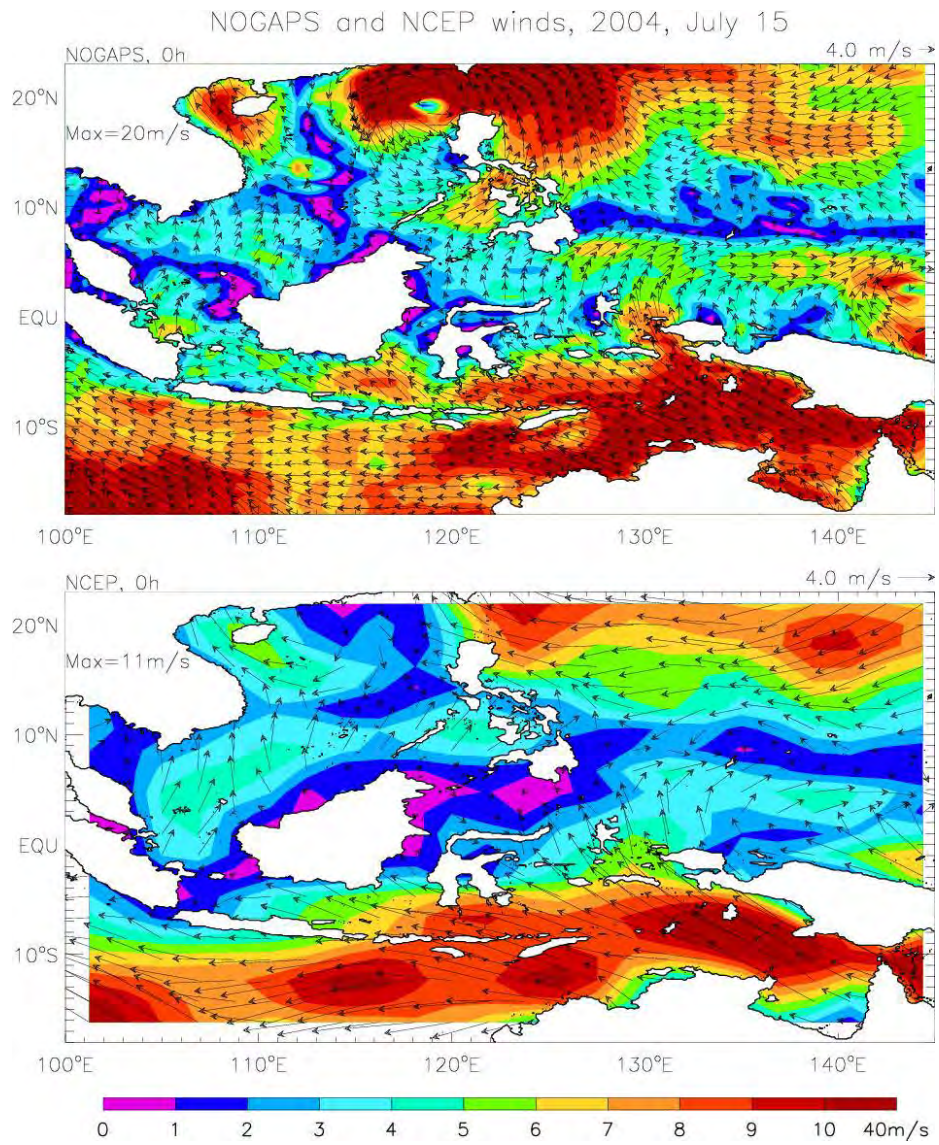 NOGAPS and NCEP winds, 2004, July 15
NOGAPS, 0h
4.0 m/s
20°N
Max=20m/s
10°N
EQU
10°S
100°E 110°E 120°E 130°E 140°E
NCEP, 0h
4.0 m/s
20°N
Max=11m/s
10°N
EQU
10°S
100°E 110°E 120°E 130°E 140°E
0 1 2 3 4 5 6 7 8 9 10 40m/s